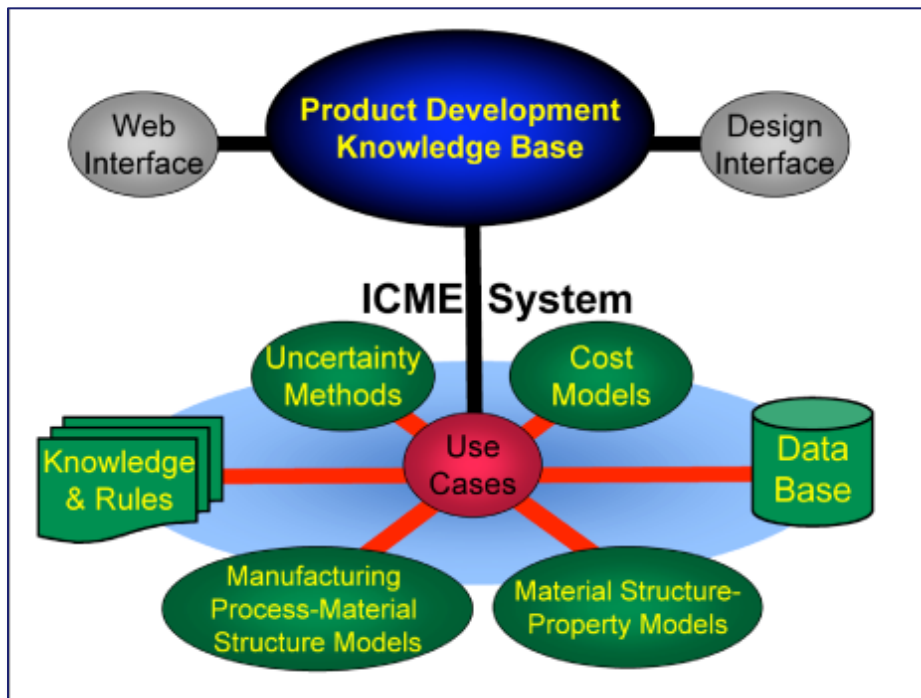 Product Development
Knowledge Base
Web
Interface
Design
Interface
ICME System
Uncertainty
Methods
Cost
Models
Knowledge
& Rules
Use
Cases
Data
Base
Manufacturing
Process-Material
Structure Models
Material Structure-
Property Models